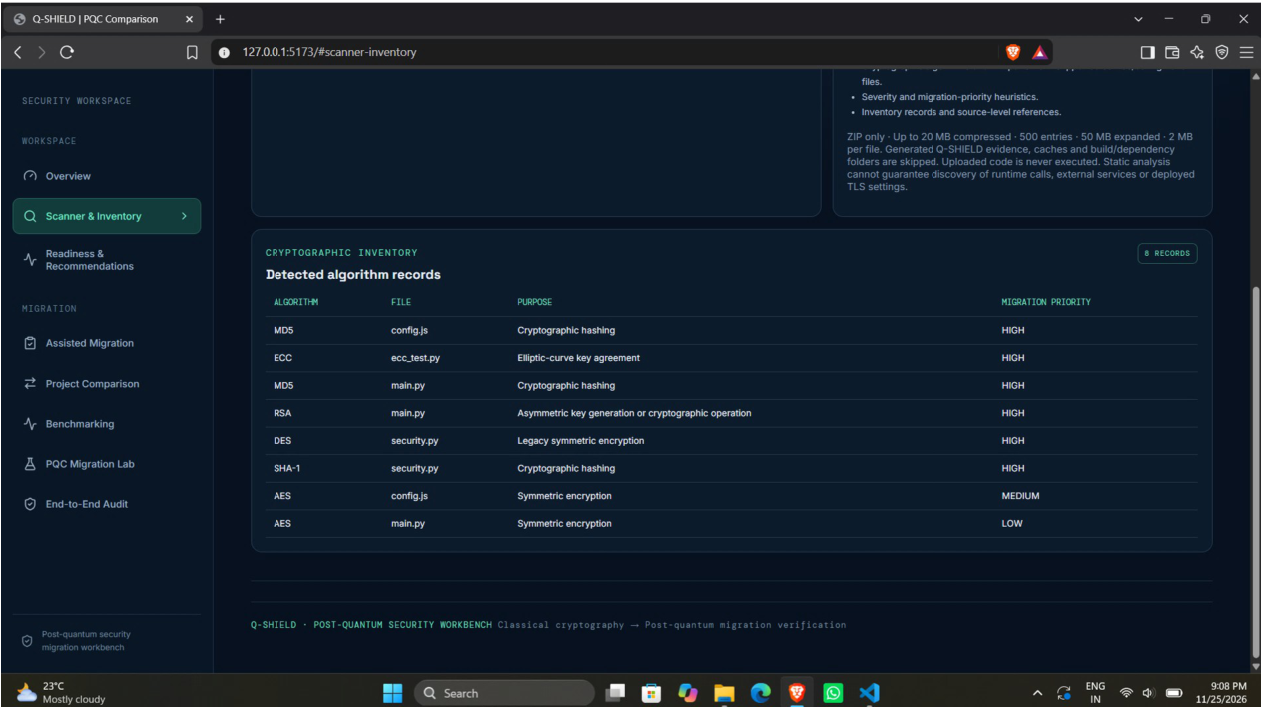 Q-SHIELD | PQC Comparison
127.0.0.1:5173/#scanner-inventory
SECURITY WORKSPACE
WORKSPACE
Overview
Scanner & Inventory
Readiness &
Recommendations
MIGRATION
Assisted Migration
Project Comparison
Benchmarking
PQC Migration Lab
End-to-End Audit
Post-quantum security
migration workbench
files.
• Severity and migration-priority heuristics.
• Inventory records and source-level references.
ZIP only · Up to 20 MB compressed · 500 entries · 50 MB expanded · 2 MB
per file. Generated Q-SHIELD evidence, caches and build/dependency
folders are skipped. Uploaded code is never executed. Static analysis
cannot guarantee discovery of runtime calls, external services or deployed
TLS settings.
CRYPTOGRAPHIC INVENTORY
8 RECORDS
Detected algorithm records
ALGORITHM FILE PURPOSE MIGRATION PRIORITY
MD5 config.js Cryptographic hashing HIGH
ECC ecc_test.py Elliptic-curve key agreement HIGH
MD5 main.py Cryptographic hashing HIGH
RSA main.py Asymmetric key generation or cryptographic operation HIGH
DES security.py Legacy symmetric encryption HIGH
SHA-1 security.py Cryptographic hashing HIGH
AES config.js Symmetric encryption MEDIUM
AES main.py Symmetric encryption LOW
Q-SHIELD · POST-QUANTUM SECURITY WORKBENCH Classical cryptography → Post-quantum migration verification
23°C
Mostly cloudy
Search
ENG
IN
9:08 PM
11/25/2026